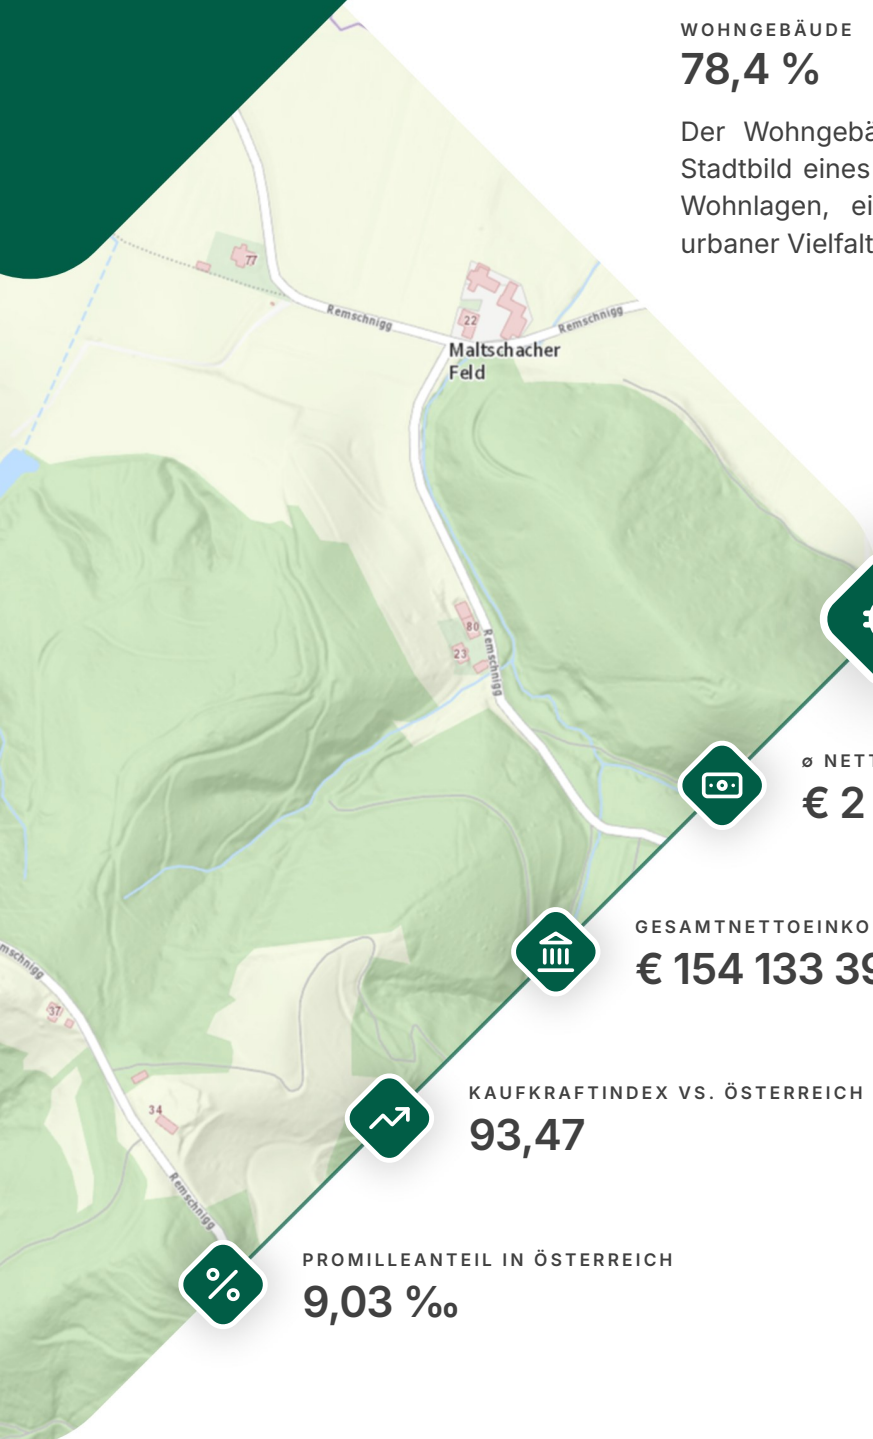 WOHNGEBÄUDE
78,4 %
Der Wohngebä
Stadtbild eines
Wohnlagen, ei
urbaner Vielfalt
77
Remschnigg
22
Remschnigg
Maltschacher
Feld
80
23
Remschnigg
ø NETT
€ 2
GESAMTNETTOEINKO
€ 154 133 39
mschnigg
37
34
KAUFKRAFTINDEX VS. ÖSTERREICH
93,47
Remschnigg
PROMILLEANTEIL IN ÖSTERREICH
9,03 ‰